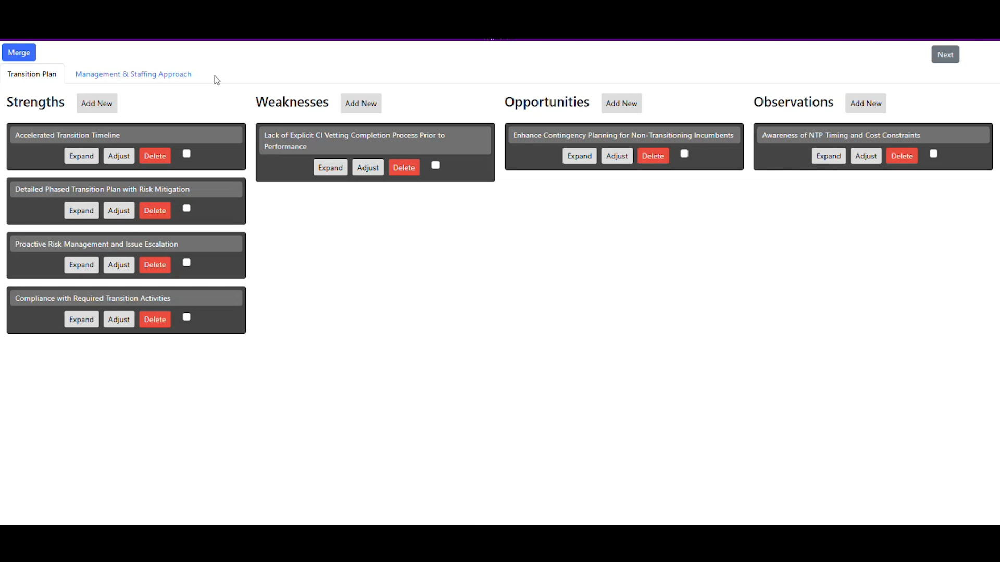 Merge
Next
Transition Plan
Management & Staffing Approach
Strengths
Add New
Weaknesses
Add New
Opportunities
Add New
Observations
Add New
Accelerated Transition Timeline
Expand
Adjust
Delete
Detailed Phased Transition Plan with Risk Mitigation
Expand
Adjust
Delete
Proactive Risk Management and Issue Escalation
Expand
Adjust
Delete
Compliance with Required Transition Activities
Expand
Adjust
Delete
Lack of Explicit CI Vetting Completion Process Prior to
Performance
Expand
Adjust
Delete
Enhance Contingency Planning for Non-Transitioning Incumbents
Expand
Adjust
Delete
Awareness of NTP Timing and Cost Constraints
Expand
Adjust
Delete